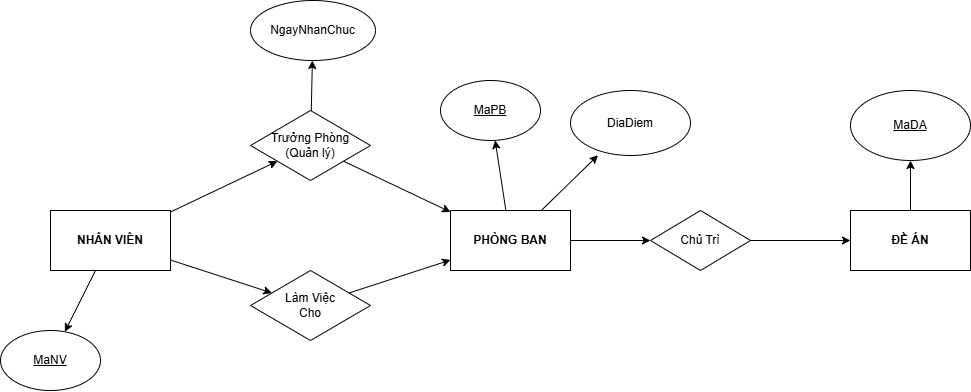 NgayNhanChuc
MaPB
DiaDiem
MaDA
Trưởng Phòng
(Quản lý)
NHÂN VIÊN
PHÒNG BAN
Chủ Trì
ĐỀ ÁN
Làm Việc
Cho
MaNV